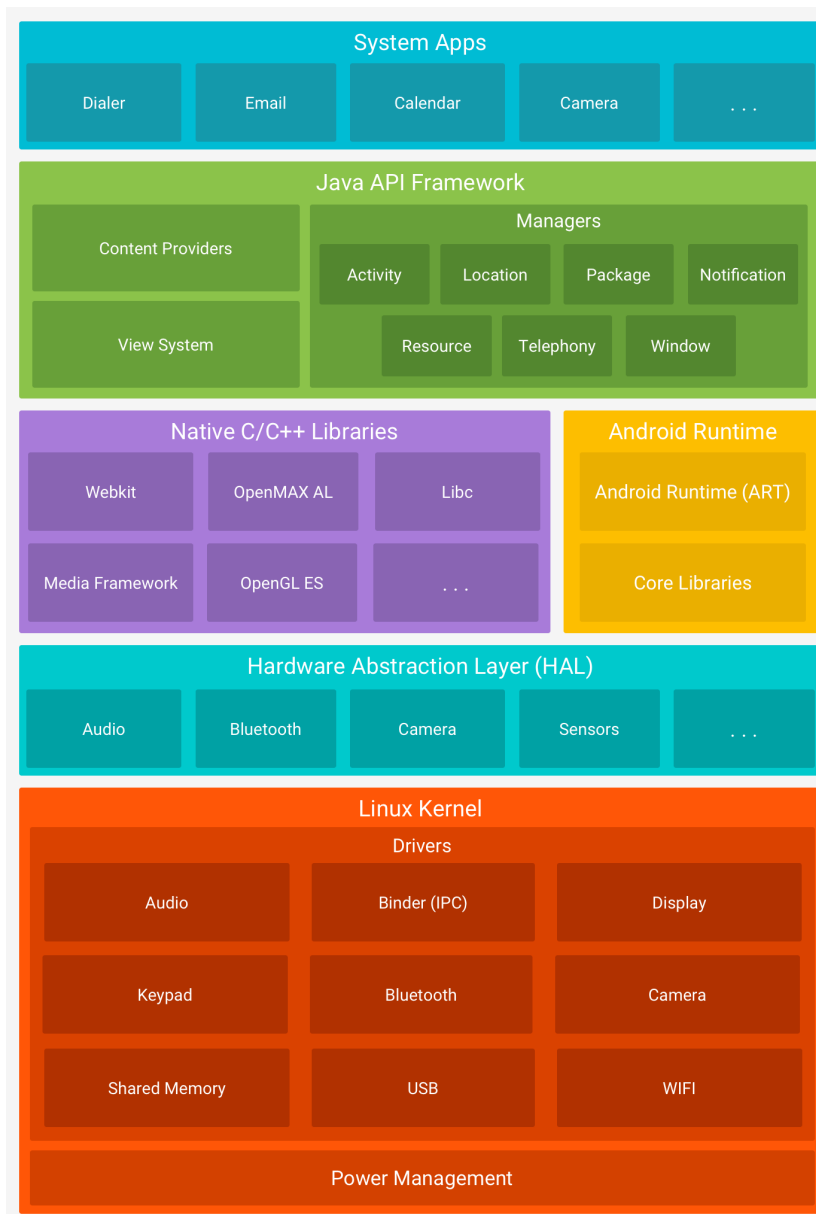 System Apps
Dialer
Email
Calendar
Camera
. . .
Java API Framework
Content Providers
View System
Managers
Activity
Location
Package
Notification
Resource
Telephony
Window
Native C/C++ Libraries
Webkit
OpenMAX AL
Libc
Media Framework
OpenGL ES
. . .
Android Runtime
Android Runtime (ART)
Core Libraries
Hardware Abstraction Layer (HAL)
Audio
Bluetooth
Camera
Sensors
. . .
Linux Kernel
Drivers
Audio
Binder (IPC)
Display
Keypad
Bluetooth
Camera
Shared Memory
USB
WIFI
Power Management